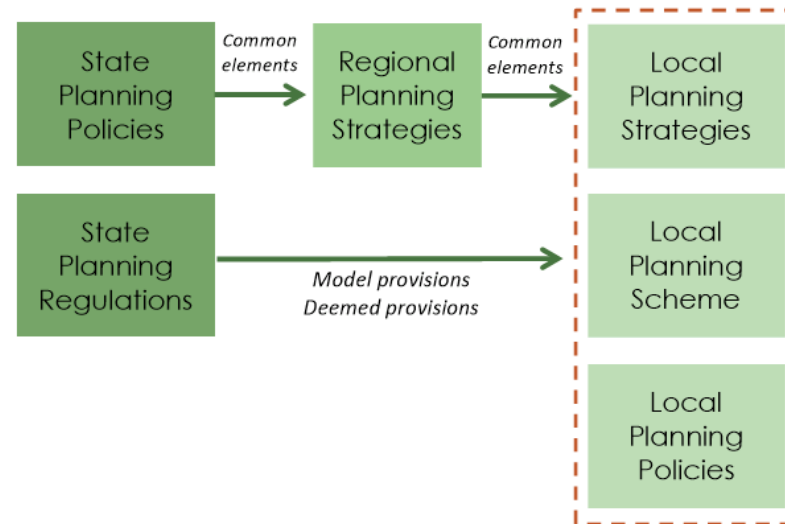 State
Planning
Policies
Common
elements
Regional
Planning
Strategies
Common
elements
Local
Planning
Strategies
State
Planning
Regulations
Model provisions
Deemed provisions
Local
Planning
Scheme
Local
Planning
Policies